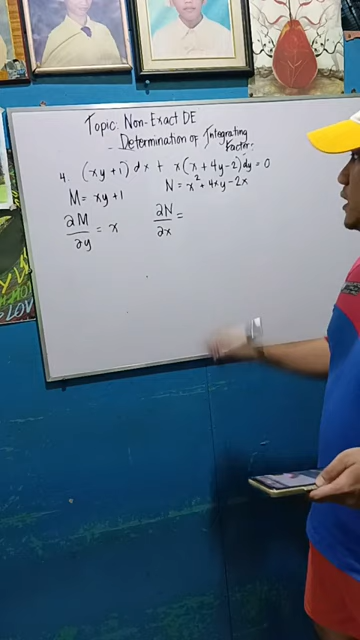 Topic: Non-Exact DE
- Determination of Integrating Factor.
4. (xy+1) dx + x(x+4y-2)dy = 0
M = xy+1
N = x²+4xy-2x
∂M/∂y = x
∂N/∂x =